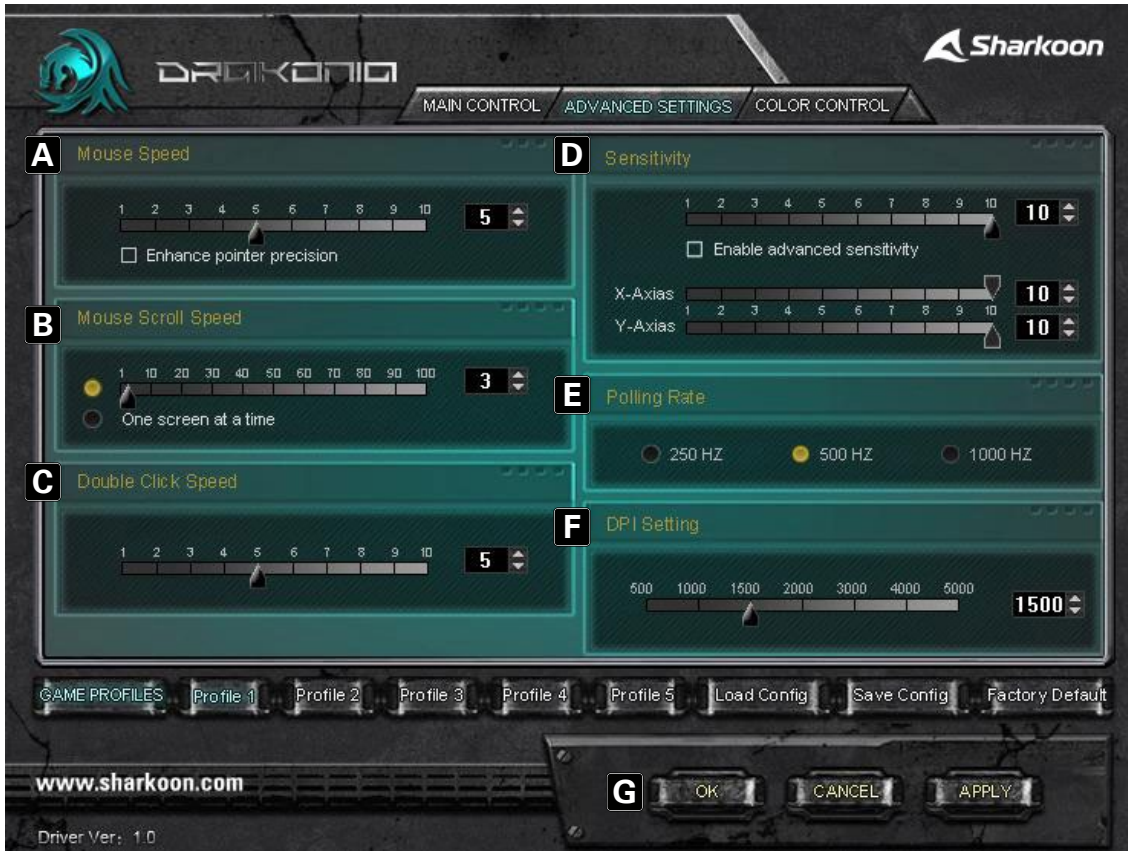 DRAKONIA
Sharkoon
MAIN CONTROL
ADVANCED SETTINGS
COLOR CONTROL
A
Mouse Speed
1 2 3 4 5 6 7 8 9 10
5
Enhance pointer precision
B
Mouse Scroll Speed
1 10 20 30 40 50 60 70 80 90 100
3
One screen at a time
C
Double Click Speed
1 2 3 4 5 6 7 8 9 10
5
D
Sensitivity
1 2 3 4 5 6 7 8 9 10
10
Enable advanced sensitivity
X-Axias
10
1 2 3 4 5 6 7 8 9 10
Y-Axias
10
E
Polling Rate
250 HZ
500 HZ
1000 HZ
F
DPI Setting
500 1000 1500 2000 3000 4000 5000
1500
GAME PROFILES
Profile 1
Profile 2
Profile 3
Profile 4
Profile 5
Load Config
Save Config
Factory Default
www.sharkoon.com
G
OK
CANCEL
APPLY
Driver Ver: 1.0